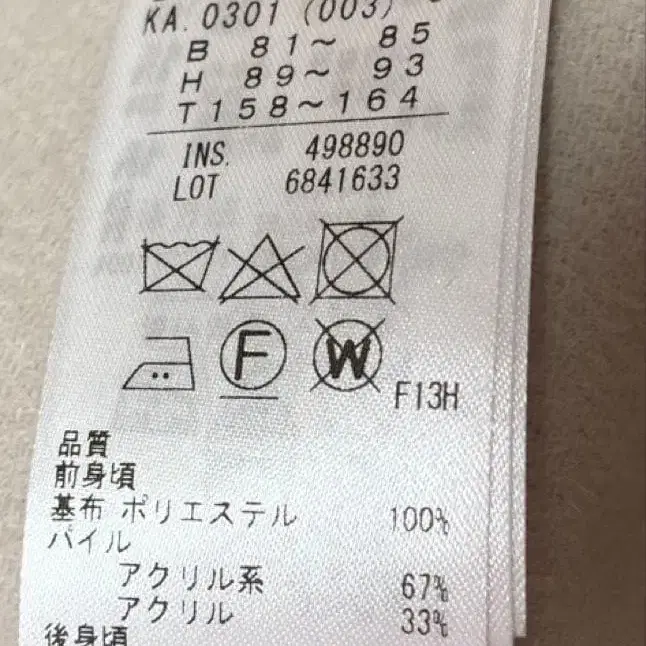 KA.0301 (003)
B 81～ 85
H 89～ 93
T158～164
INS. 498890
LOT 6841633
F W F13H
品質
前身頃
基布 ポリエステル 100%
パイル
アクリル系 67%
アクリル 33%
後身頃